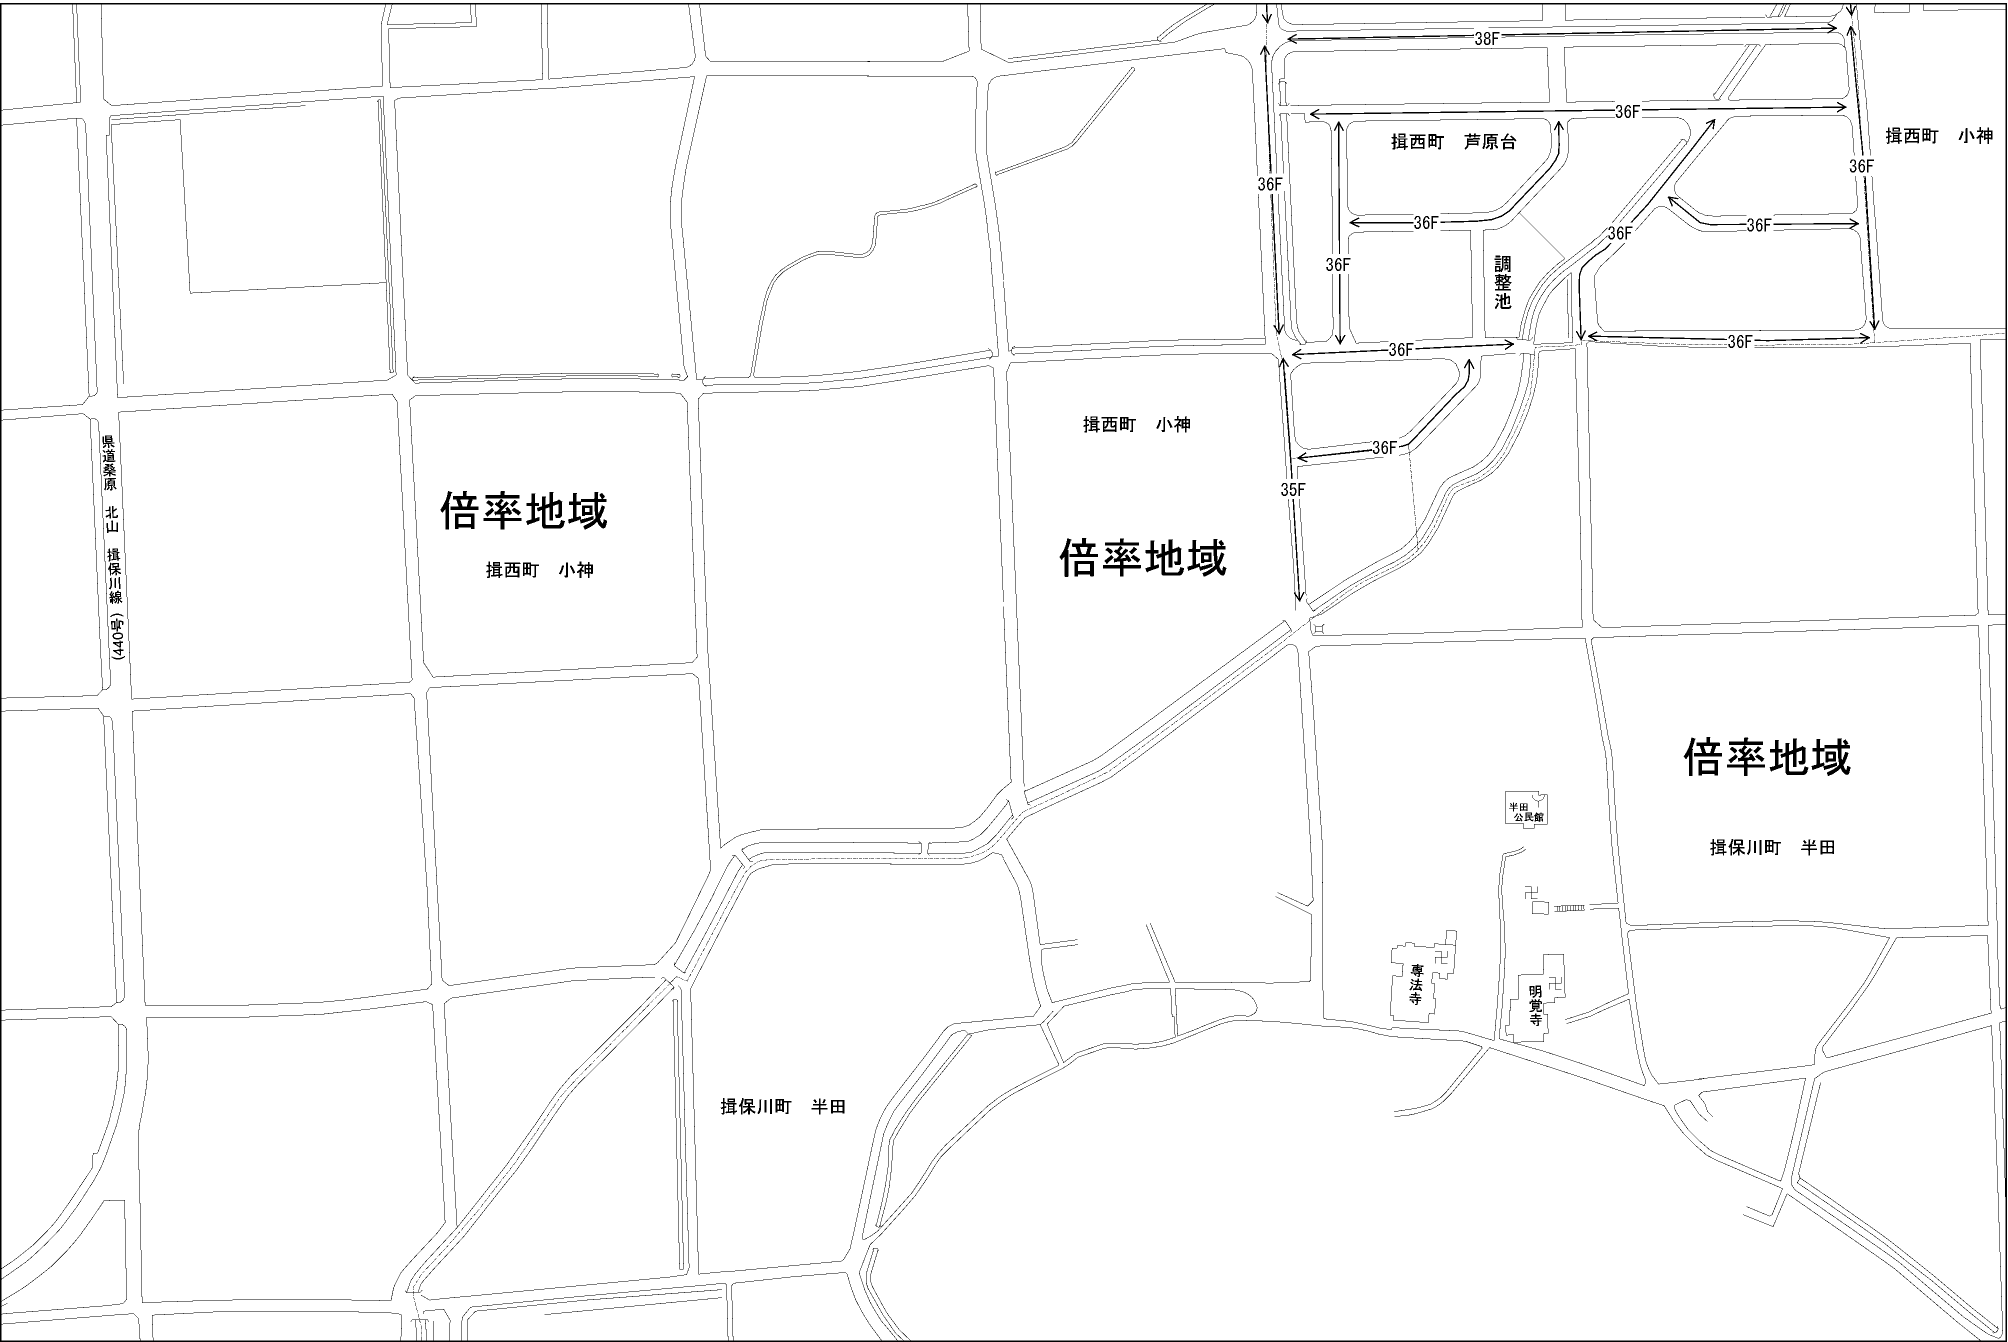 38F
36F
揖西町　芦原台
揖西町　小神
36F
36F
36F
36F
36F
36F
調整池
36F
36F
36F
揖西町　小神
36F
県道桑原　北山　揖保川線（440号）
倍率地域
揖西町　小神
35F
倍率地域
倍率地域
半田
公民館
揖保川町　半田
専法寺
明覚寺
揖保川町　半田